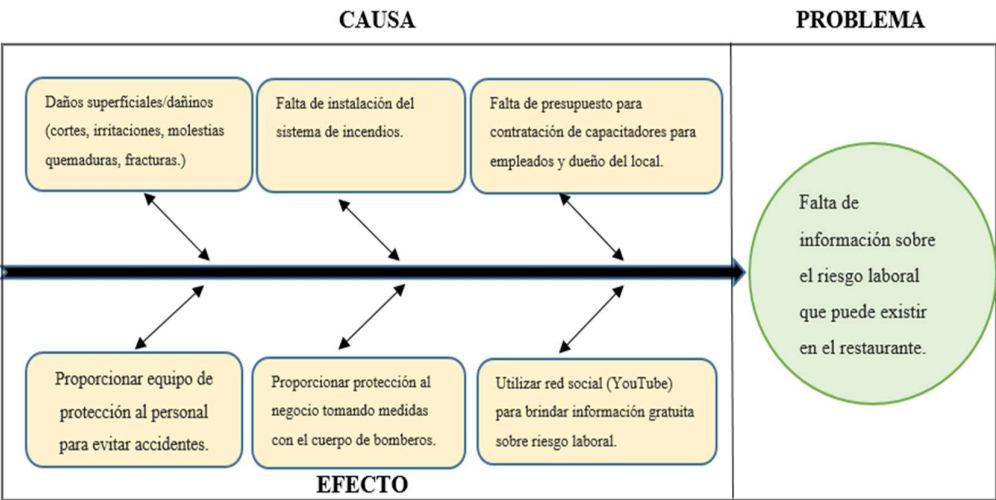 CAUSA
PROBLEMA
Daños superficiales/dañinos
(cortes, irritaciones, molestias
quemaduras, fracturas.)
Falta de instalación del
sistema de incendios.
Falta de presupuesto para
contratación de capacitadores para
empleados y dueño del local.
Falta de
información sobre
el riesgo laboral
que puede existir
en el restaurante.
Proporcionar equipo de
protección al personal
para evitar accidentes.
Proporcionar protección al
negocio tomando medidas
con el cuerpo de bomberos.
Utilizar red social (YouTube)
para brindar información gratuita
sobre riesgo laboral.
EFECTO